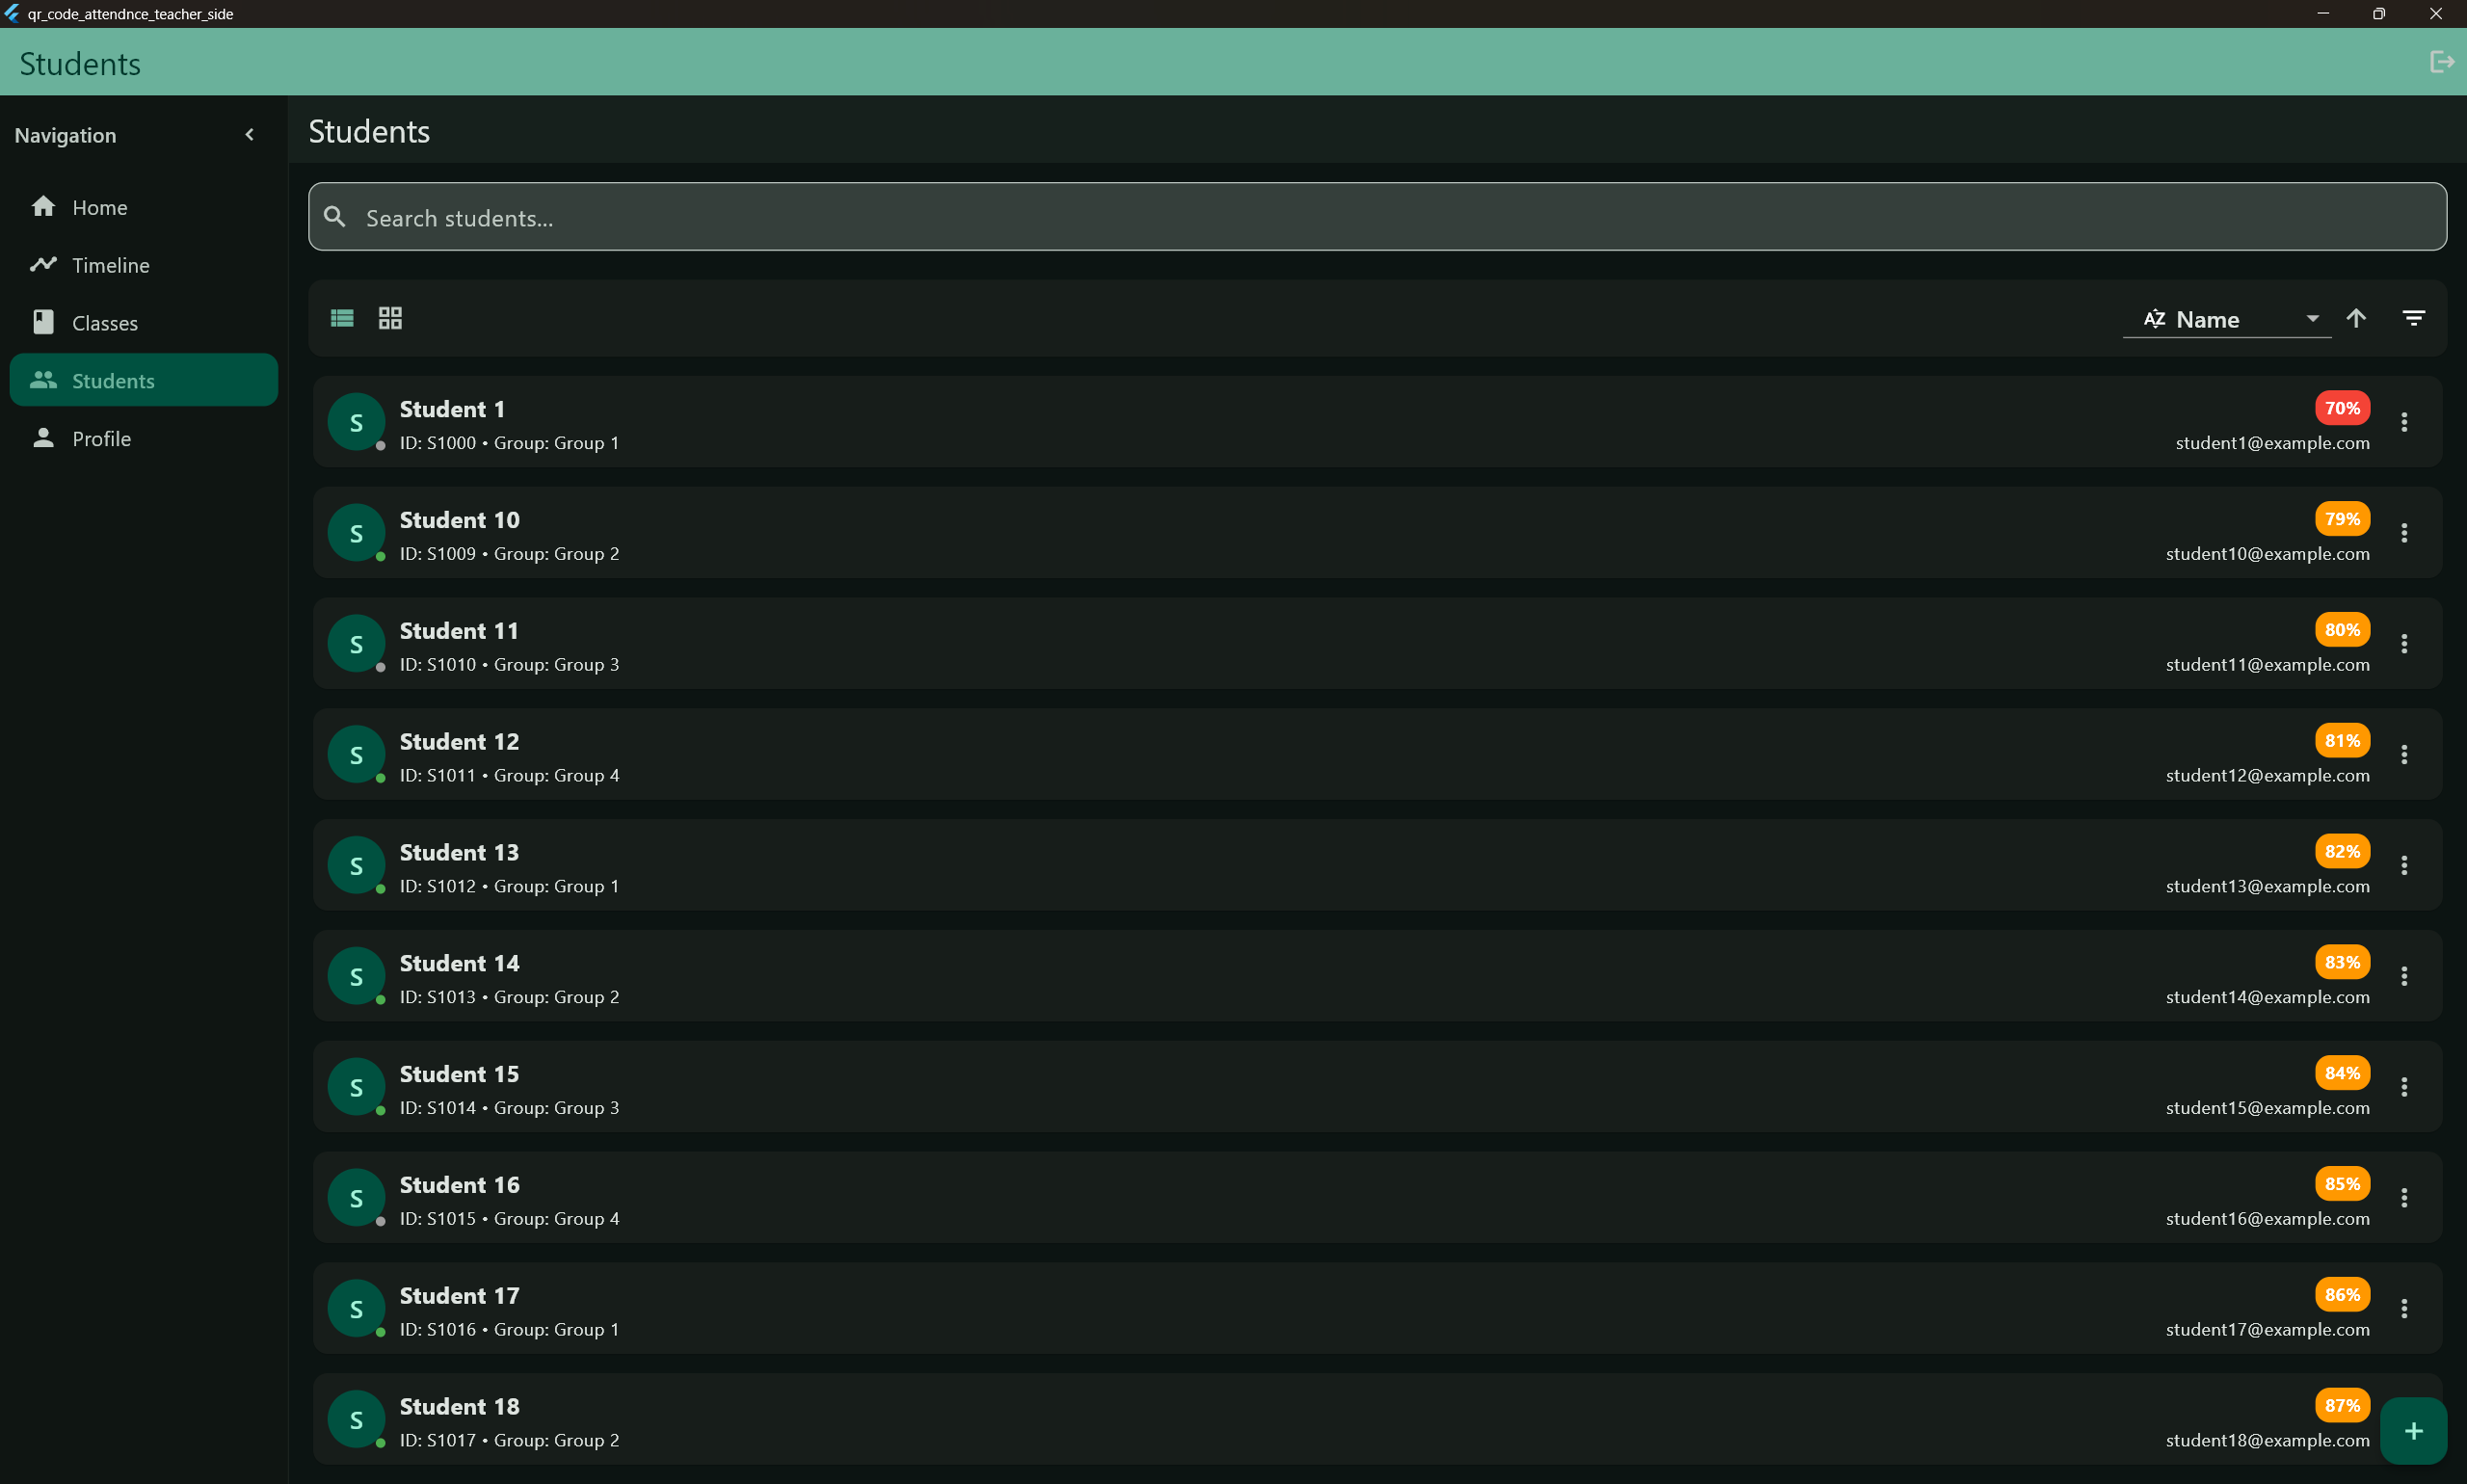 qr_code_attendnce_teacher_side
Students
Navigation
Home
Timeline
Classes
Students
Profile
Students
Search students...
AZ Name
S
Student 1
ID: S1000 • Group: Group 1
70%
student1@example.com
S
Student 10
ID: S1009 • Group: Group 2
79%
student10@example.com
S
Student 11
ID: S1010 • Group: Group 3
80%
student11@example.com
S
Student 12
ID: S1011 • Group: Group 4
81%
student12@example.com
S
Student 13
ID: S1012 • Group: Group 1
82%
student13@example.com
S
Student 14
ID: S1013 • Group: Group 2
83%
student14@example.com
S
Student 15
ID: S1014 • Group: Group 3
84%
student15@example.com
S
Student 16
ID: S1015 • Group: Group 4
85%
student16@example.com
S
Student 17
ID: S1016 • Group: Group 1
86%
student17@example.com
S
Student 18
ID: S1017 • Group: Group 2
87%
student18@example.com